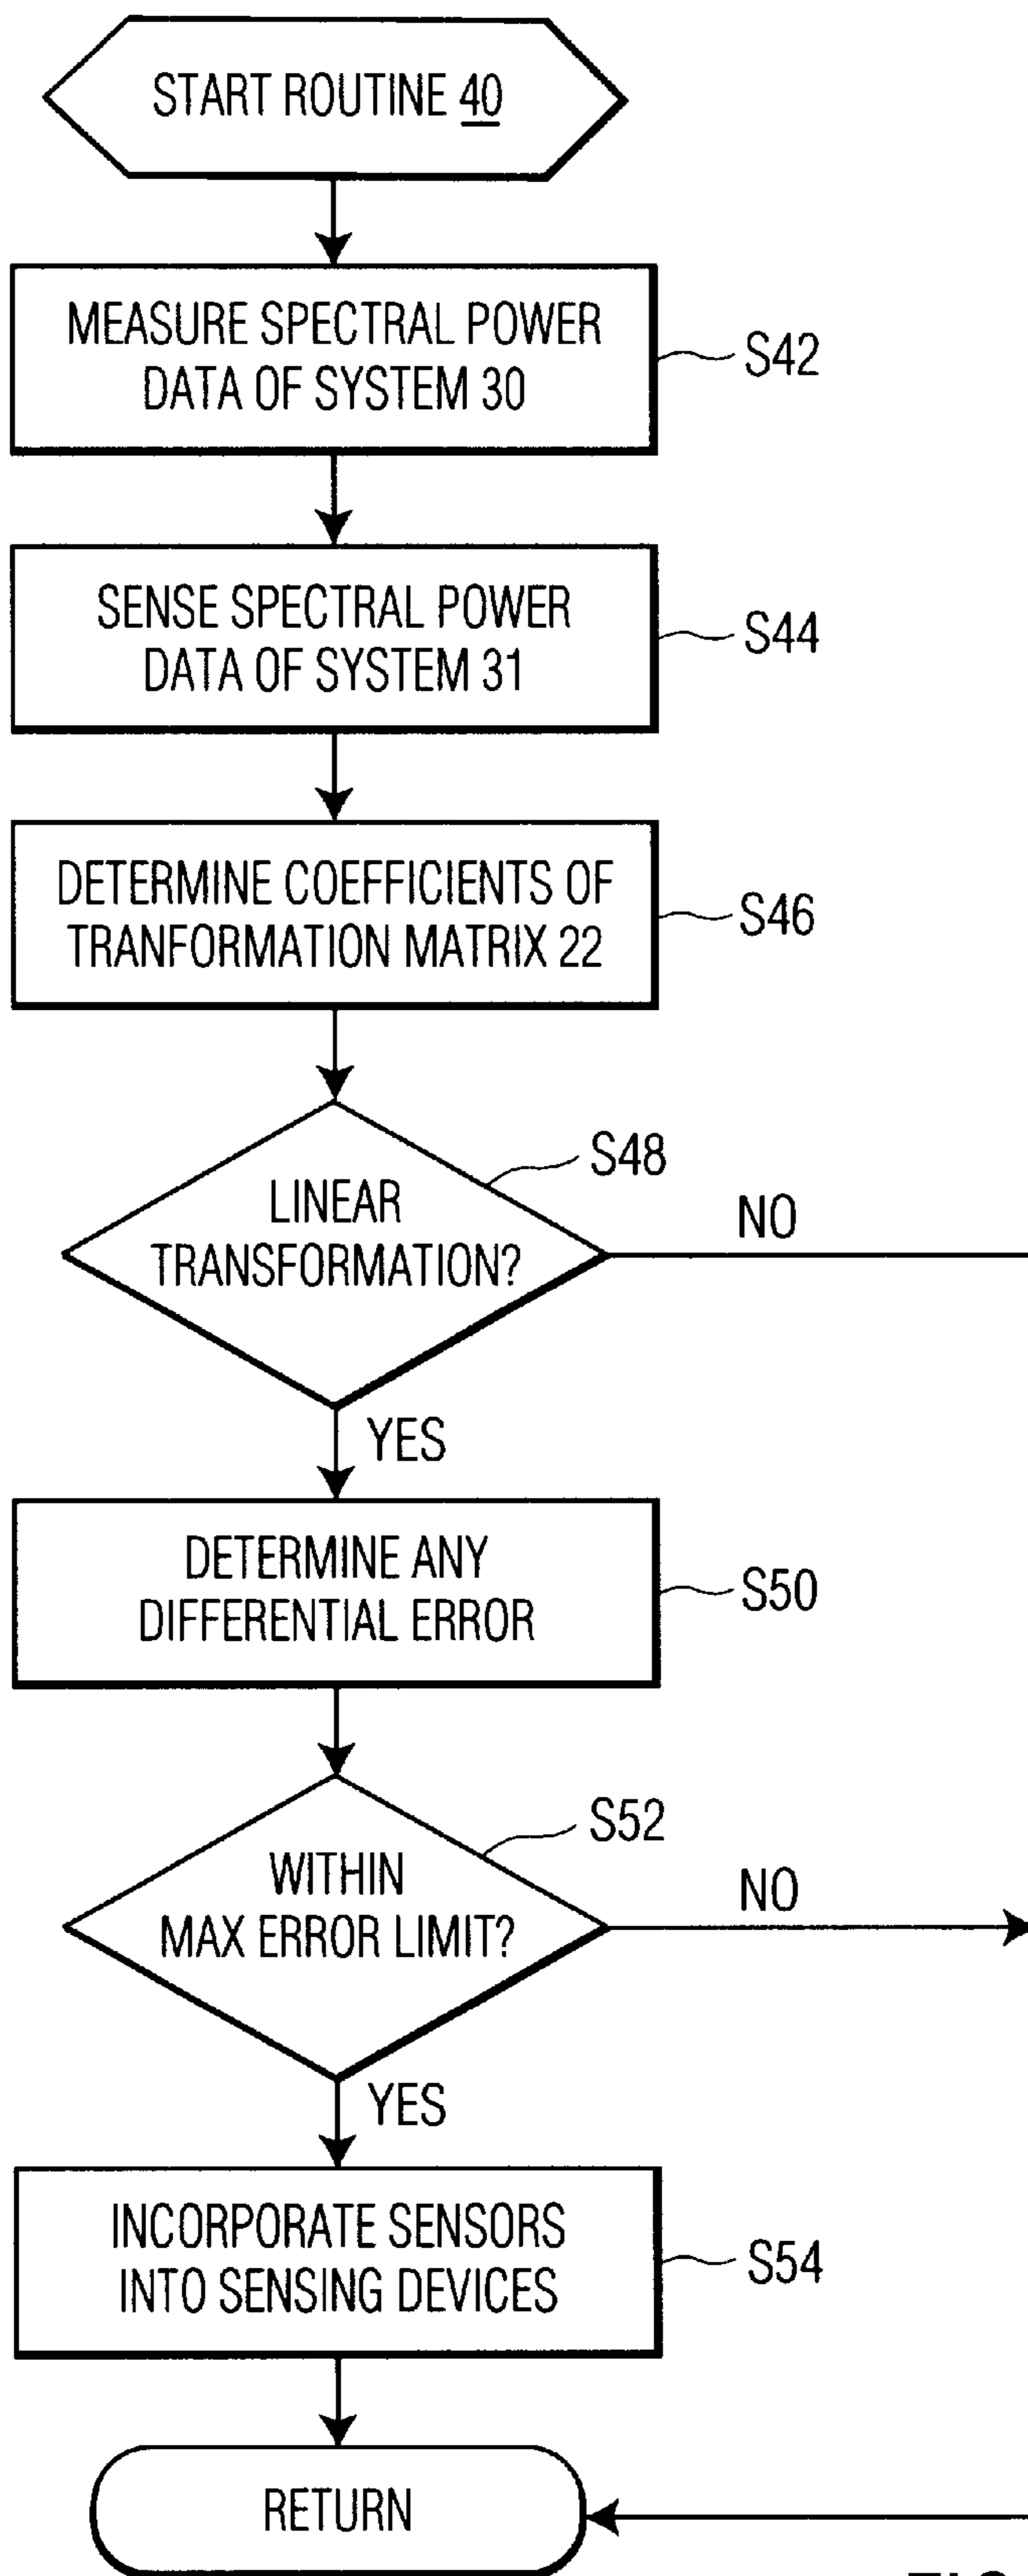 START ROUTINE 40
MEASURE SPECTRAL POWER
DATA OF SYSTEM 30
S42
SENSE SPECTRAL POWER
DATA OF SYSTEM 31
S44
DETERMINE COEFFICIENTS OF
TRANFORMATION MATRIX 22
S46
S48
LINEAR
TRANSFORMATION?
NO
YES
DETERMINE ANY
DIFFERENTIAL ERROR
S50
S52
WITHIN
MAX ERROR LIMIT?
NO
YES
INCORPORATE SENSORS
INTO SENSING DEVICES
S54
RETURN